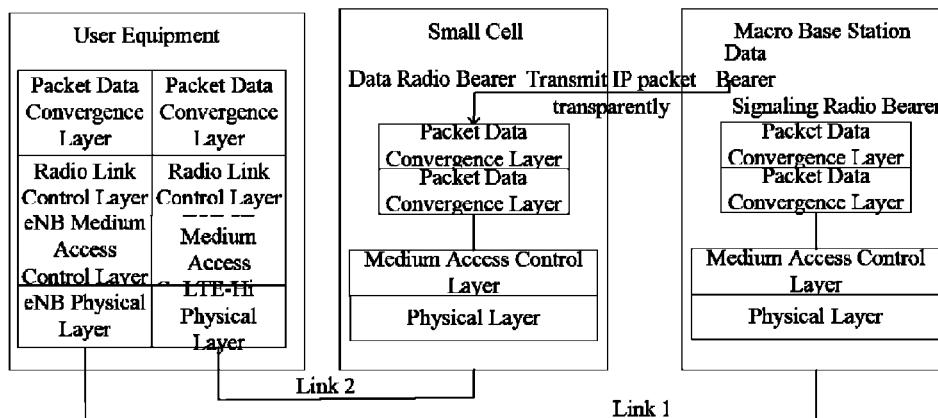 User Equipment
Packet Data
Convergence
Layer
Packet Data
Convergence
Layer
Radio Link
Control Layer
Radio Link
Control Layer
eNB Medium
Access
Control Layer
Medium
Access
eNB Physical
Layer
LTE-Hi
Physical
Layer
Small Cell
Data Radio Bearer
Transmit IP packet
transparently
Packet Data
Convergence Layer
Packet Data
Convergence Layer
Medium Access Control
Layer
Physical Layer
Macro Base Station
Data
Bearer
Signaling Radio Bearer
Packet Data
Convergence Layer
Packet Data
Convergence Layer
Medium Access Control
Layer
Physical Layer
Link 2
Link 1